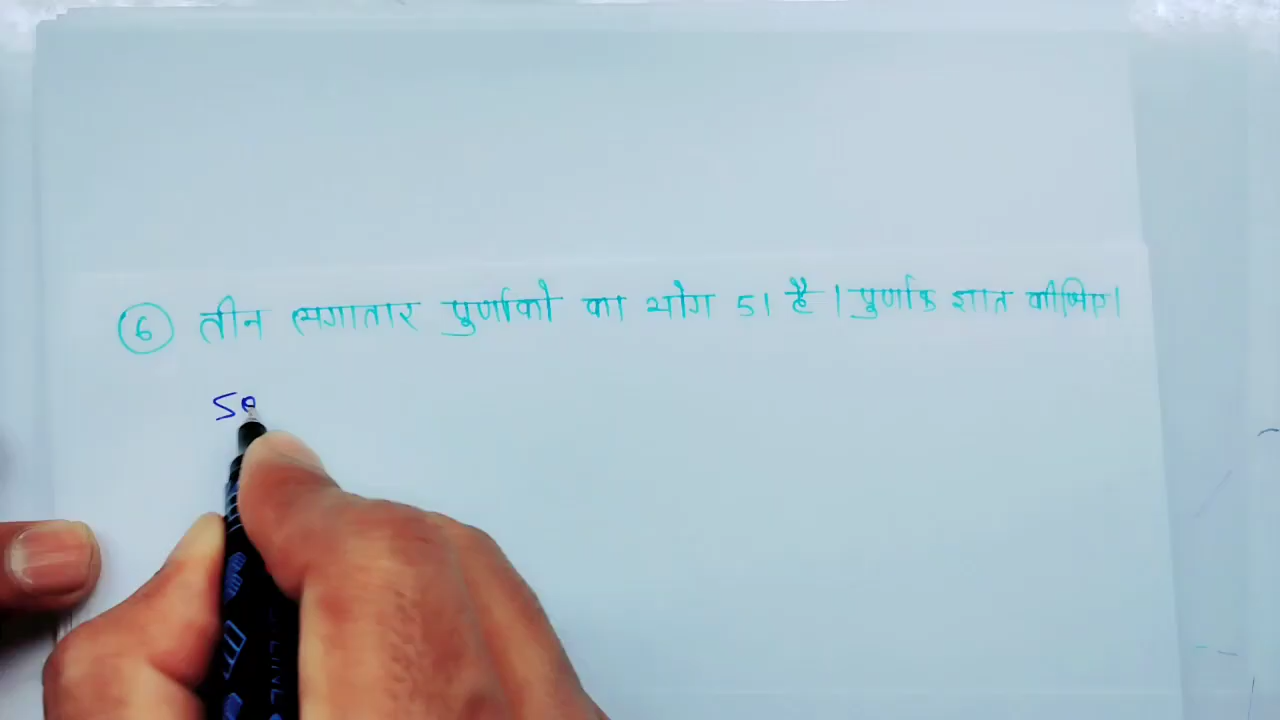 6 तीन लगातार पुर्णाको का योग 51 है। पुर्णाक ज्ञात कीजिए।
So